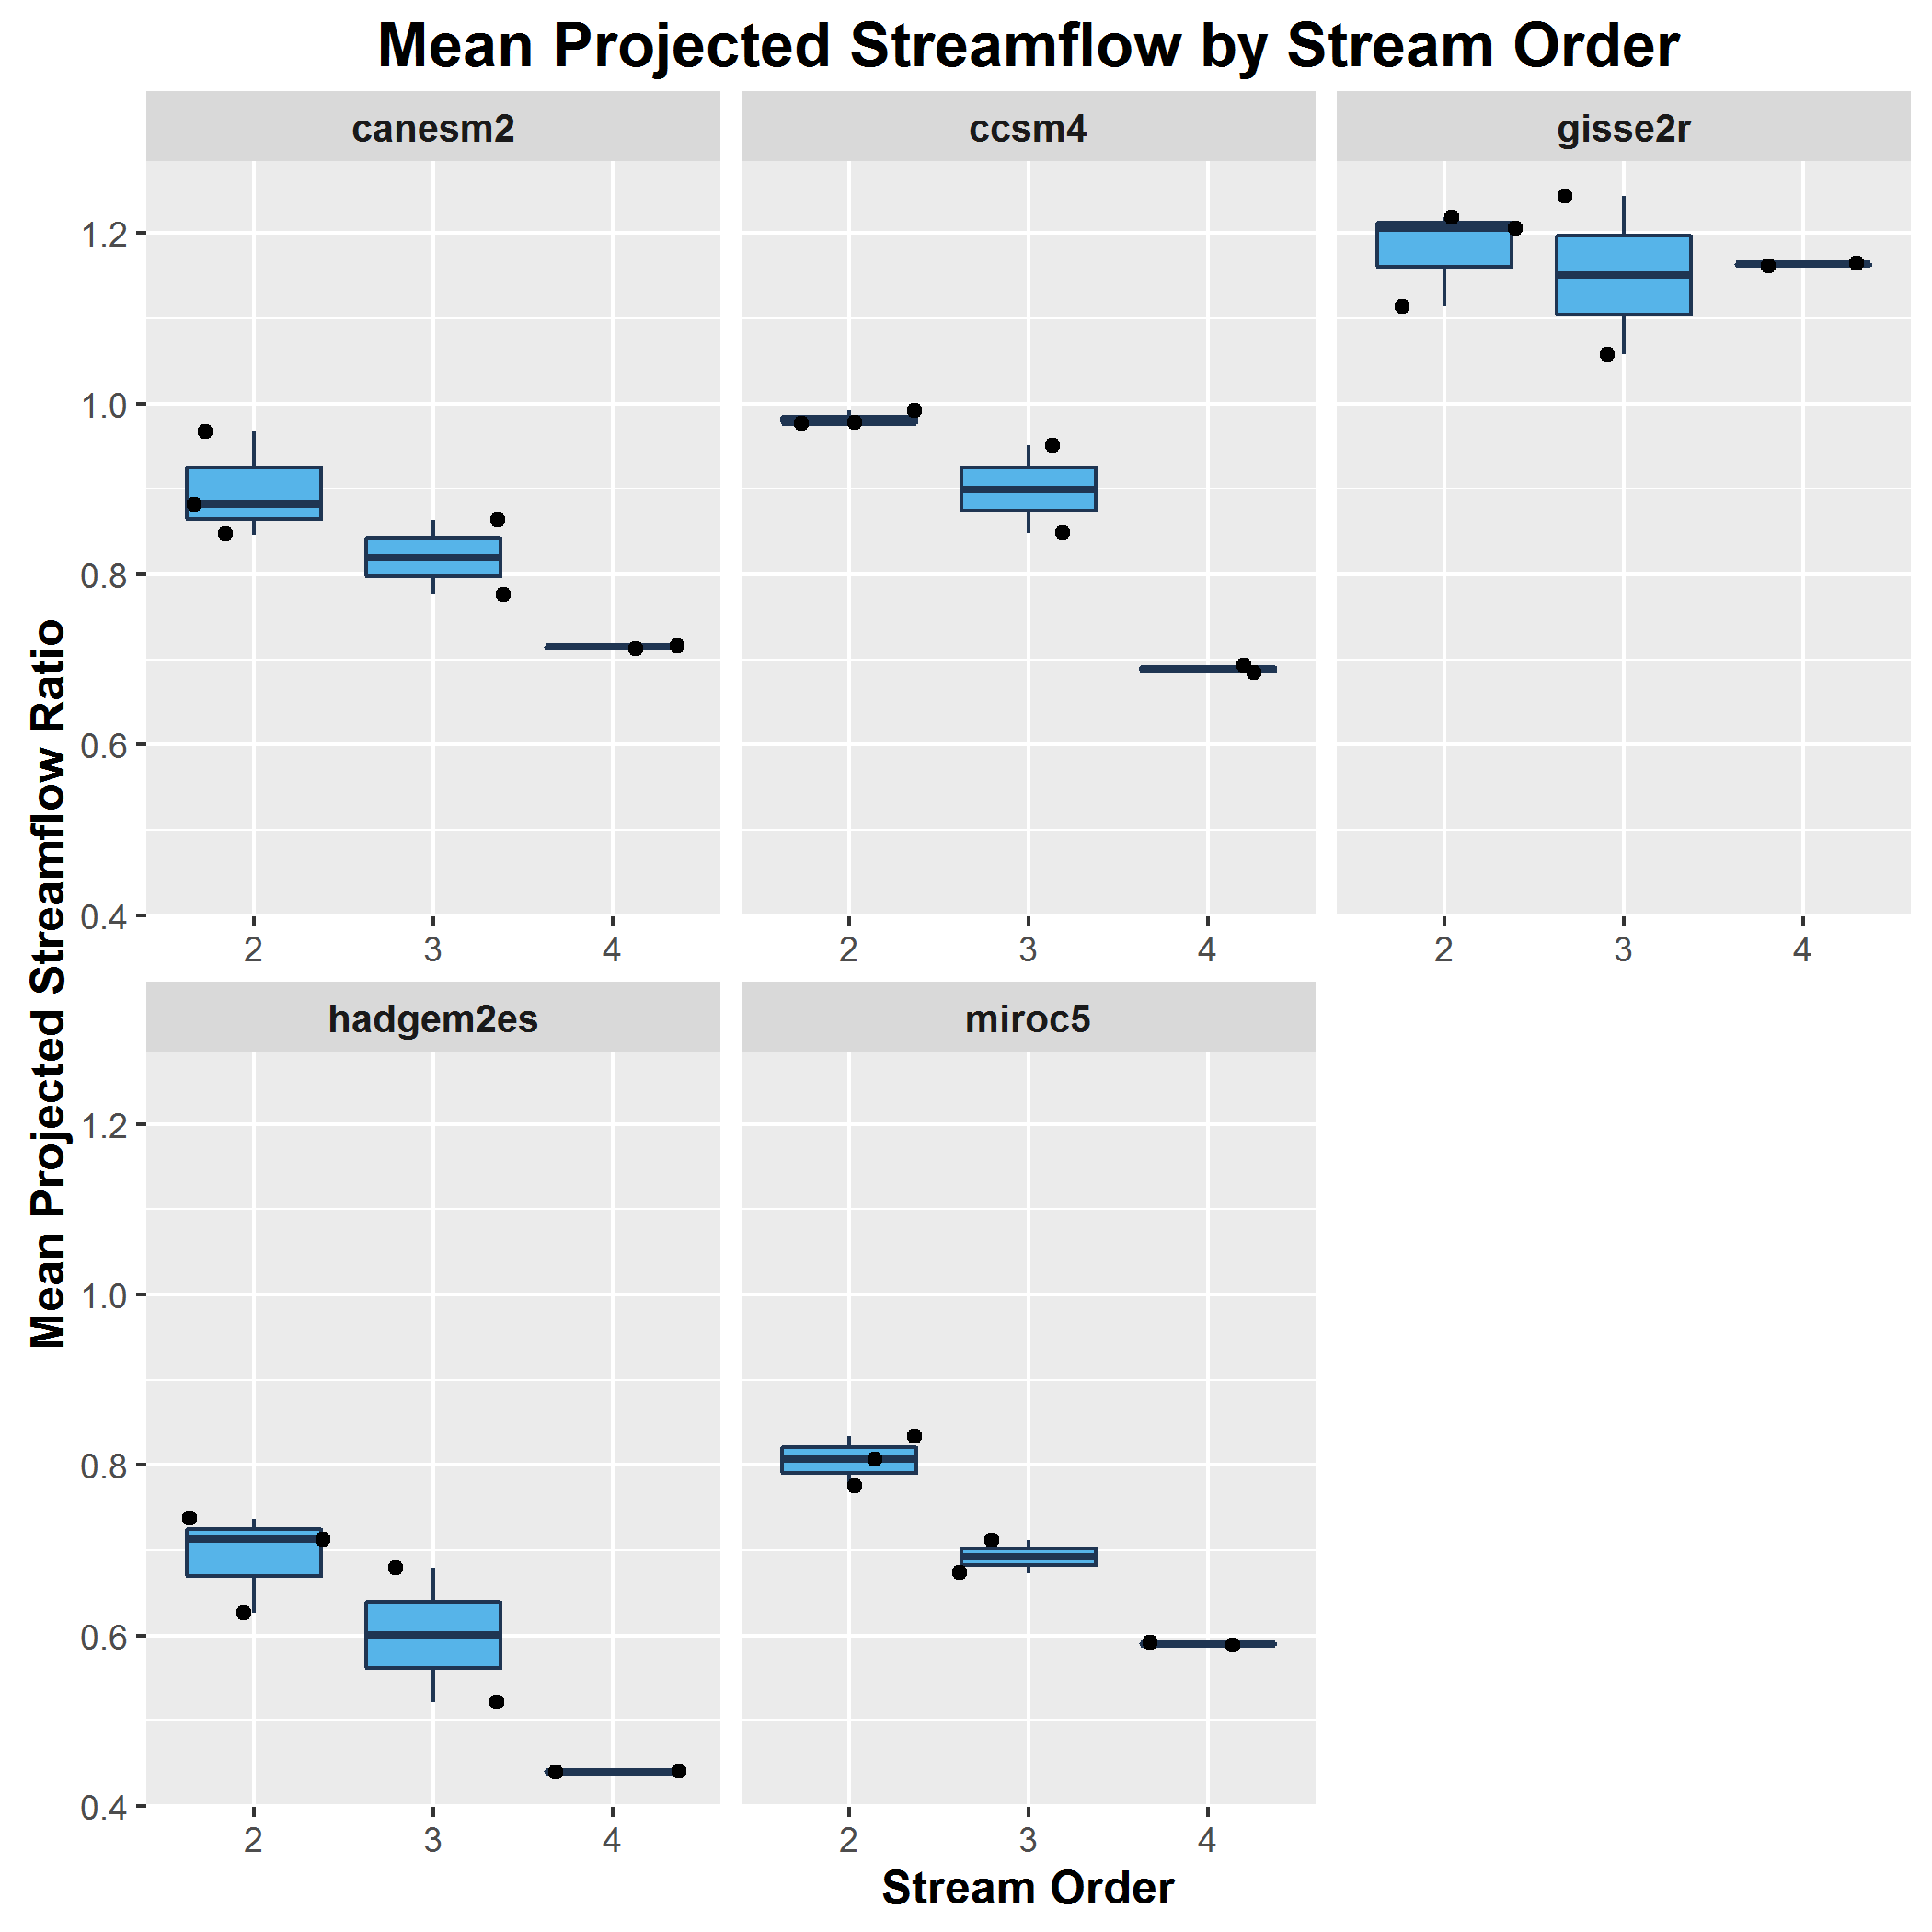 Mean Projected Streamflow by Stream Order
canesm2 ccsm4 gisse2r
Mean Projected Streamflow Ratio
1.2
1.0
0.8
0.6
0.4
2 3 4 2 3 4 2 3 4
hadgem2es miroc5
1.2
1.0
0.8
0.6
0.4
2 3 4 2 3 4
Stream Order